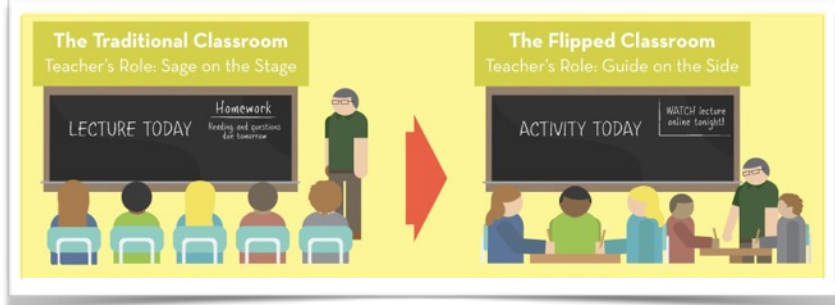 The Traditional Classroom
Teacher's Role: Sage on the Stage
LECTURE TODAY
Homework
Reading and questions
due tomorrow
The Flipped Classroom
Teacher's Role: Guide on the Side
ACTIVITY TODAY
WATCH lecture
online tonight!